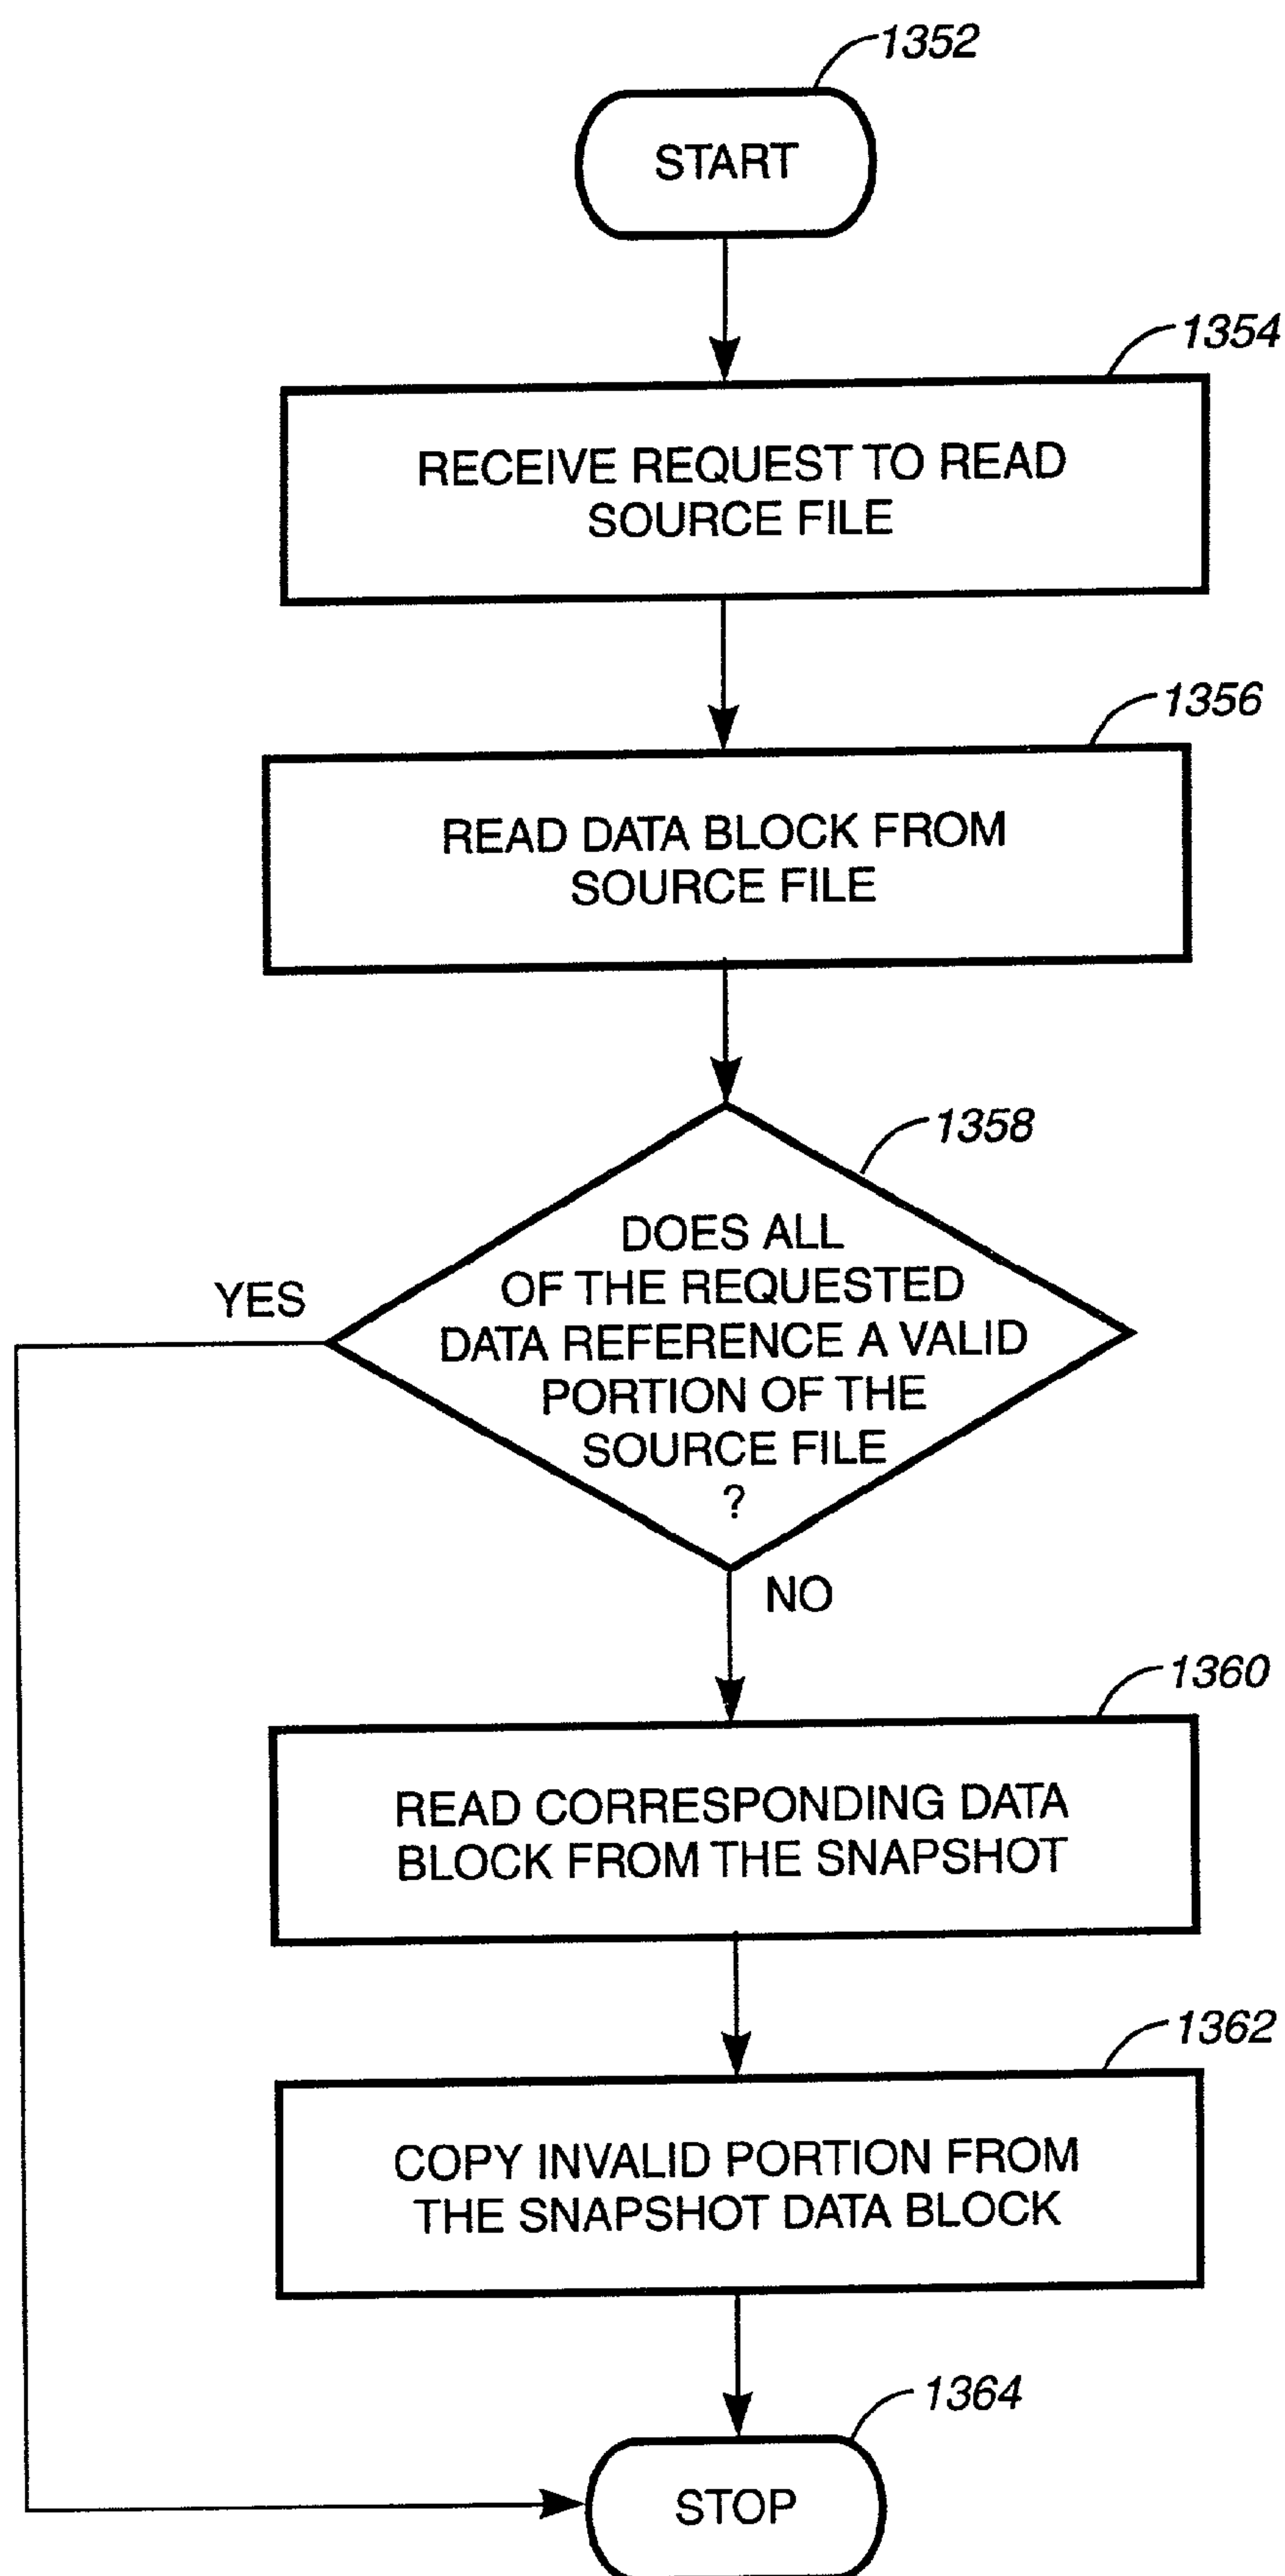 1352
START
1354
RECEIVE REQUEST TO READ
SOURCE FILE
1356
READ DATA BLOCK FROM
SOURCE FILE
1358
DOES ALL
OF THE REQUESTED
DATA REFERENCE A VALID
PORTION OF THE
SOURCE FILE
?
YES
NO
1360
READ CORRESPONDING DATA
BLOCK FROM THE SNAPSHOT
1362
COPY INVALID PORTION FROM
THE SNAPSHOT DATA BLOCK
1364
STOP